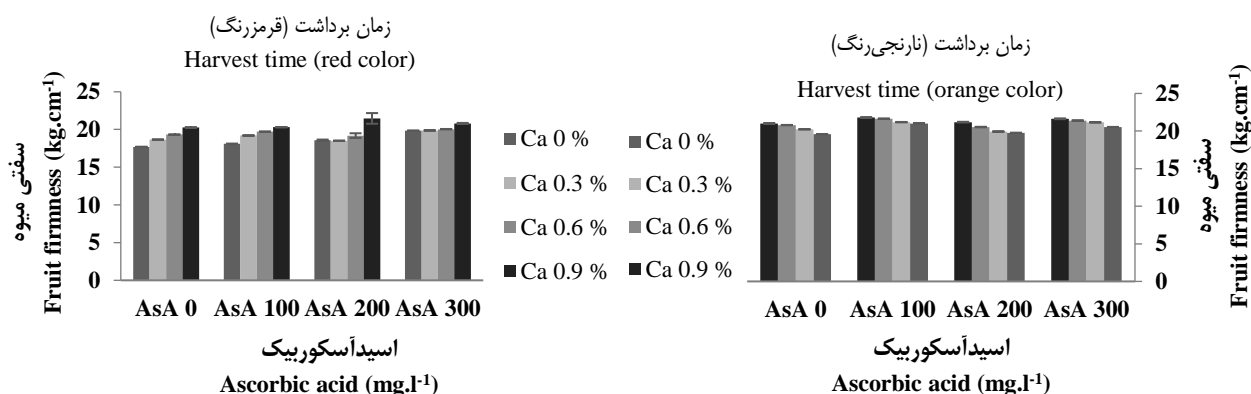 زمان برداشت (قرمزرنگ)
Harvest time (red color)
سفتی میوه
Fruit firmness (kg.cm-1)
25
20
15
10
5
0
AsA 0 AsA 100 AsA 200 AsA 300
اسیدآسکوربیک
Ascorbic acid (mg.l-1)
Ca 0 %
Ca 0.3 %
Ca 0.6 %
Ca 0.9 %
Ca 0 %
Ca 0.3 %
Ca 0.6 %
Ca 0.9 %
زمان برداشت (نارنجی‌رنگ)
Harvest time (orange color)
25
20
15
10
5
0
سفتی میوه
Fruit firmness (kg.cm-1)
AsA 0 AsA 100 AsA 200 AsA 300
اسیدآسکوربیک
Ascorbic acid (mg.l-1)